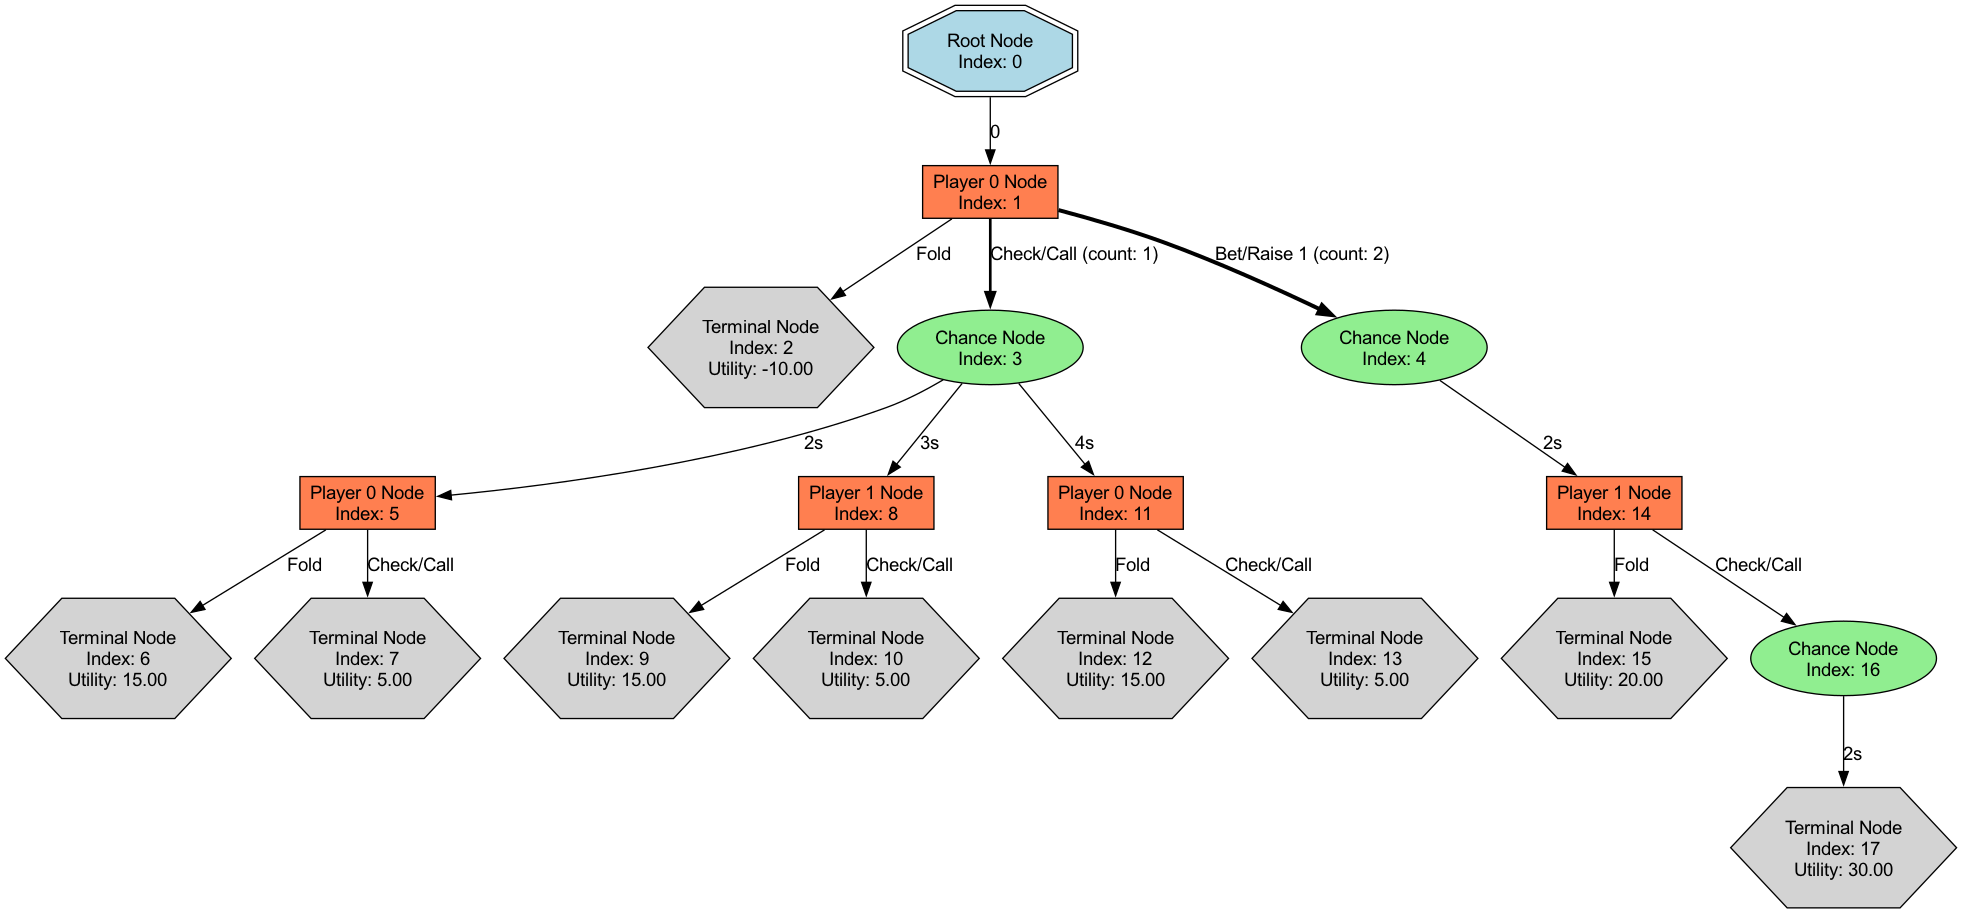 Root Node
Index: 0
0
Player 0 Node
Index: 1
Fold
Check/Call (count: 1)
Bet/Raise 1 (count: 2)
Terminal Node
Index: 2
Utility: -10.00
Chance Node
Index: 3
Chance Node
Index: 4
2s
3s
4s
2s
Player 0 Node
Index: 5
Player 1 Node
Index: 8
Player 0 Node
Index: 11
Player 1 Node
Index: 14
Fold
Check/Call
Fold
Check/Call
Fold
Check/Call
Fold
Check/Call
Terminal Node
Index: 6
Utility: 15.00
Terminal Node
Index: 7
Utility: 5.00
Terminal Node
Index: 9
Utility: 15.00
Terminal Node
Index: 10
Utility: 5.00
Terminal Node
Index: 12
Utility: 15.00
Terminal Node
Index: 13
Utility: 5.00
Terminal Node
Index: 15
Utility: 20.00
Chance Node
Index: 16
2s
Terminal Node
Index: 17
Utility: 30.00